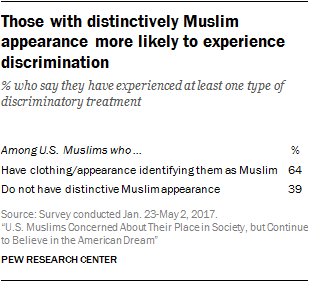 Those with distinctively Muslim
appearance more likely to experience
discrimination
% who say they have experienced at least one type of
discriminatory treatment
Among U.S. Muslims who ... %
Have clothing/appearance identifying them as Muslim 64
Do not have distinctive Muslim appearance 39
Source: Survey conducted Jan. 23-May 2, 2017.
“U.S. Muslims Concerned About Their Place in Society, but Continue
to Believe in the American Dream”
PEW RESEARCH CENTER